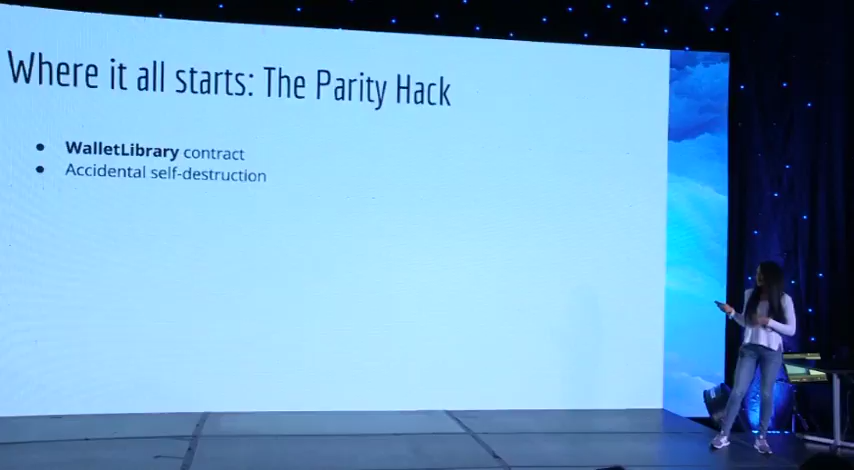 Where it all starts: The Parity Hack
● WalletLibrary contract
● Accidental self-destruction